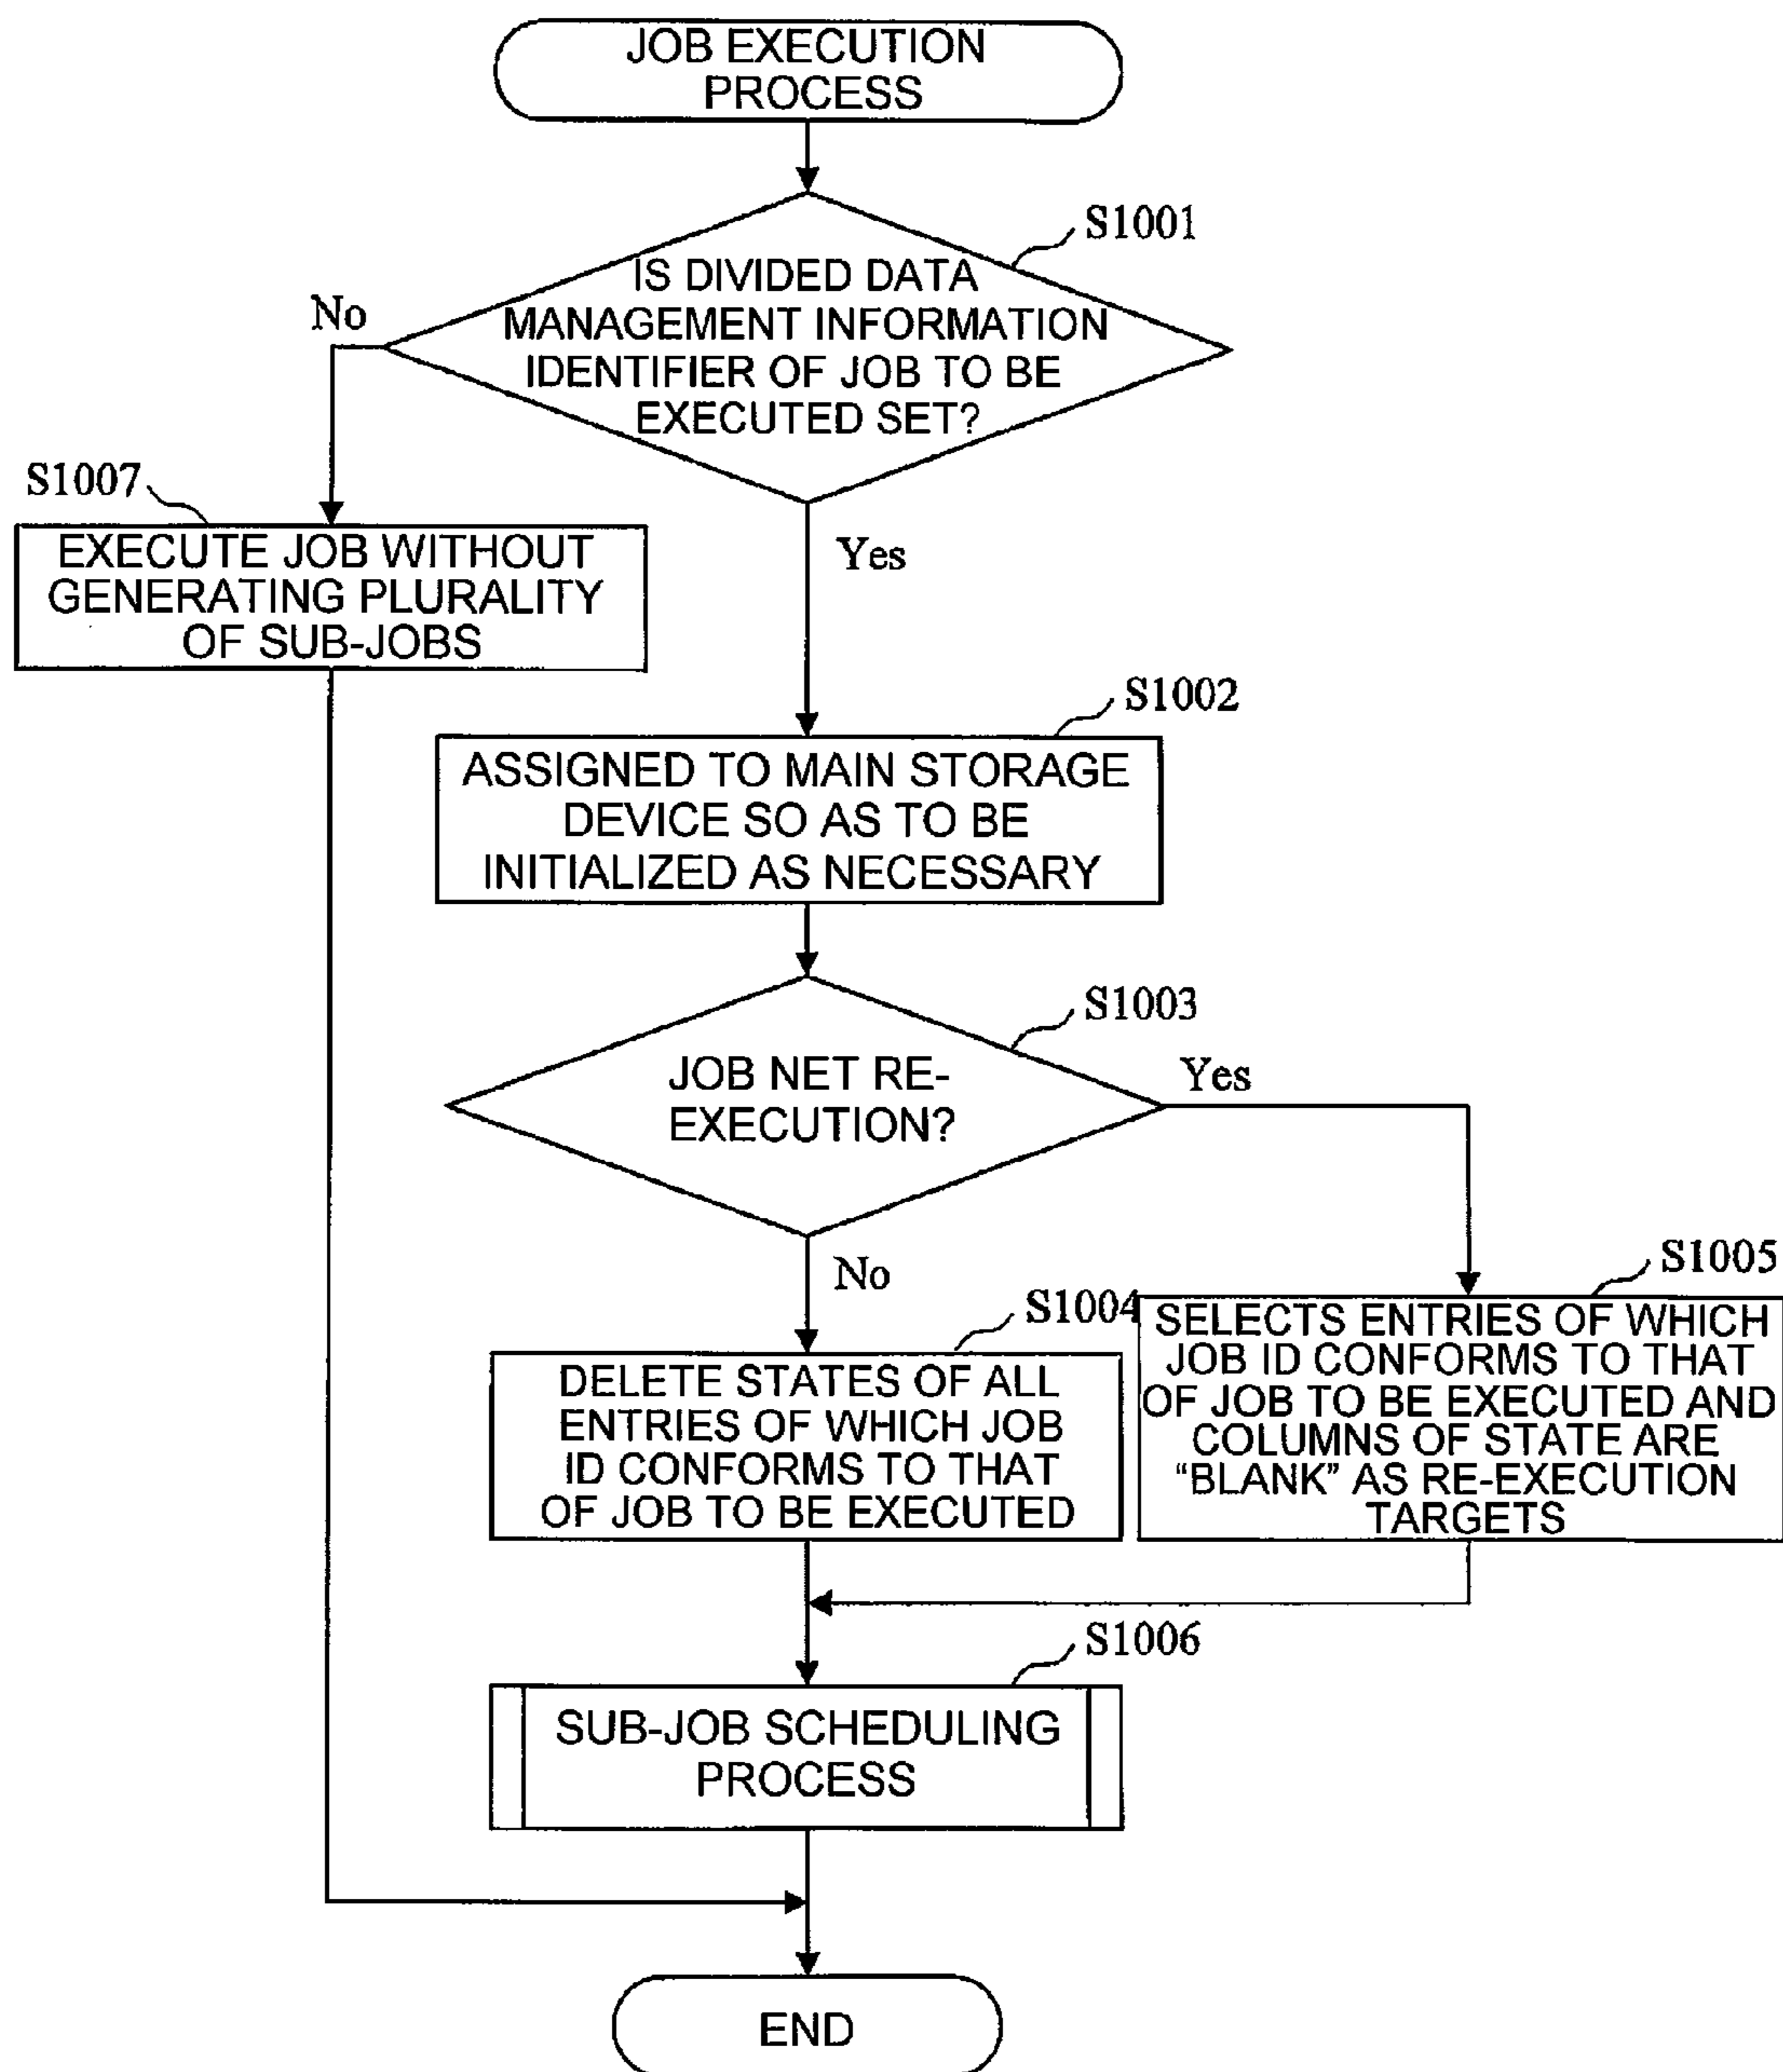 JOB EXECUTION
PROCESS
S1001
IS DIVIDED DATA
MANAGEMENT INFORMATION
IDENTIFIER OF JOB TO BE
EXECUTED SET?
No
Yes
S1007
EXECUTE JOB WITHOUT
GENERATING PLURALITY
OF SUB-JOBS
S1002
ASSIGNED TO MAIN STORAGE
DEVICE SO AS TO BE
INITIALIZED AS NECESSARY
S1003
JOB NET RE-
EXECUTION?
Yes
No
S1004
DELETE STATES OF ALL
ENTRIES OF WHICH JOB
ID CONFORMS TO THAT
OF JOB TO BE EXECUTED
S1005
SELECTS ENTRIES OF WHICH
JOB ID CONFORMS TO THAT
OF JOB TO BE EXECUTED AND
COLUMNS OF STATE ARE
“BLANK” AS RE-EXECUTION
TARGETS
S1006
SUB-JOB SCHEDULING
PROCESS
END